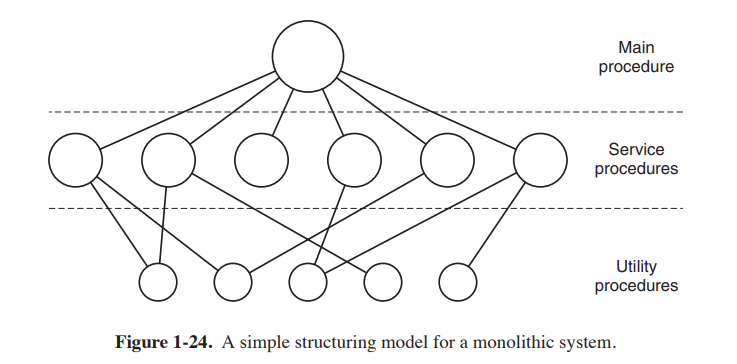 Main
procedure
Service
procedures
Utility
procedures
Figure 1-24. A simple structuring model for a monolithic system.